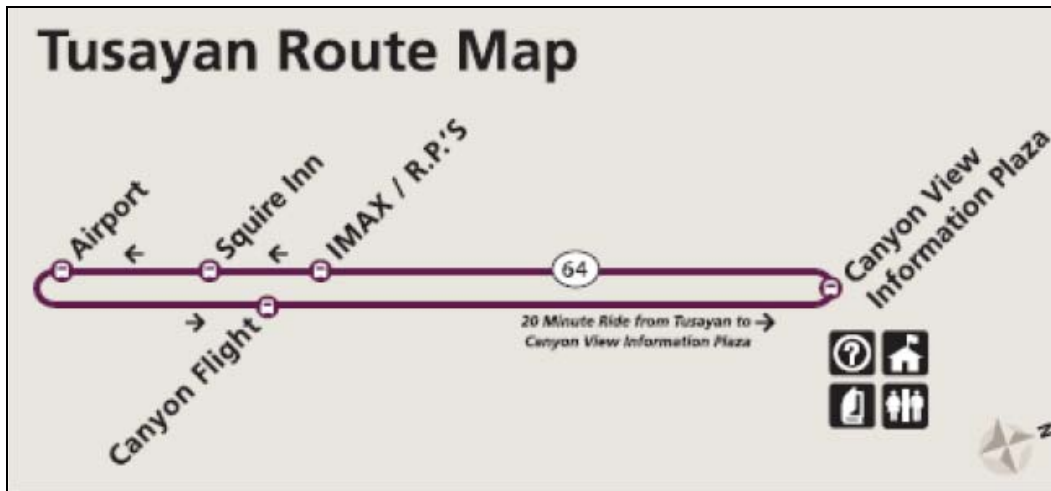 Tusayan Route Map
Airport
Squire Inn
IMAX / R.P.'S
Canyon View
Information Plaza
64
Canyon Flight
20 Minute Ride from Tusayan to
Canyon View Information Plaza
?
N